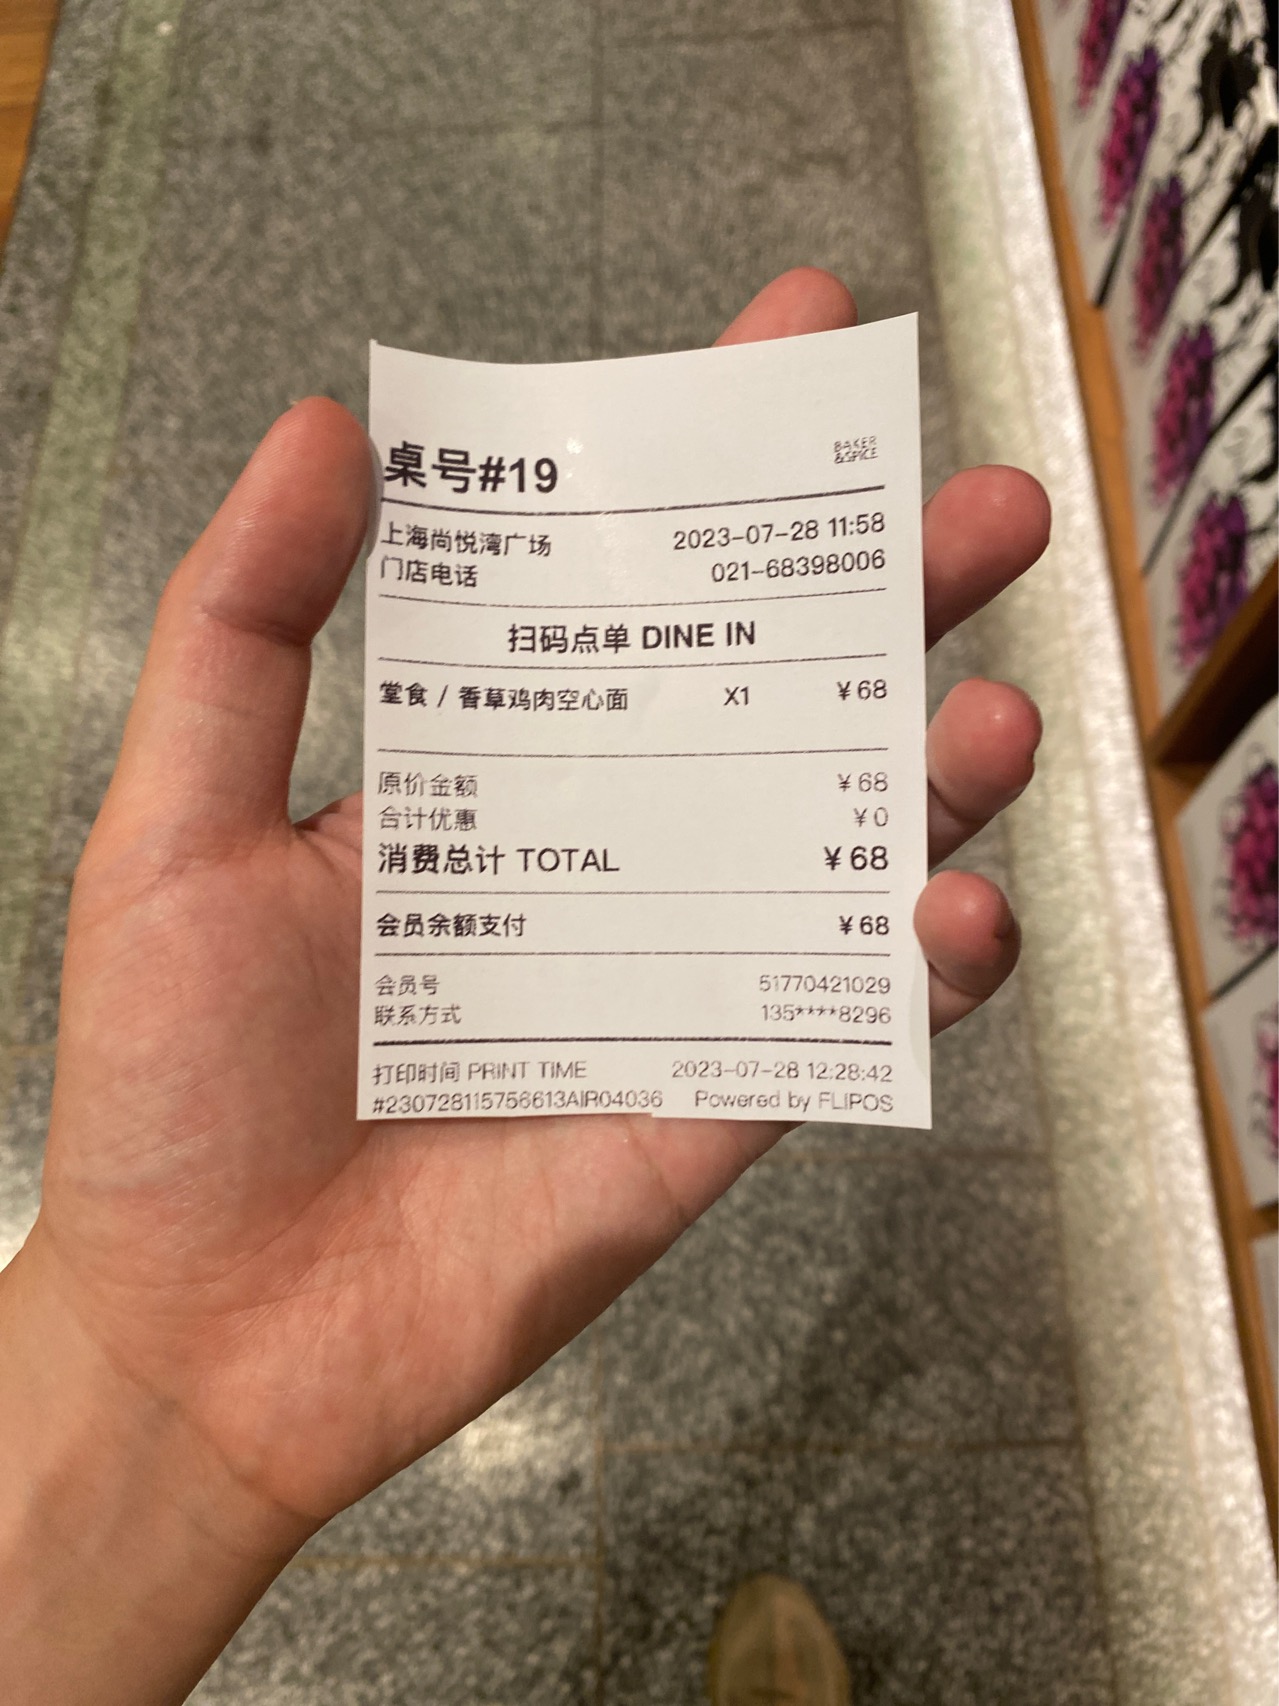 桌号#19
BAKER
&SPICE
上海尚悦湾广场 2023-07-28 11:58
门店电话 021-68398006
扫码点单 DINE IN
堂食 / 香草鸡肉空心面 X1 ¥68
原价金额 ¥68
合计优惠 ¥0
消费总计 TOTAL ¥68
会员余额支付 ¥68
会员号 51770421029
联系方式 135****8296
打印时间 PRINT TIME 2023-07-28 12:28:42
#230728115756613AIR04036 Powered by FLIPOS